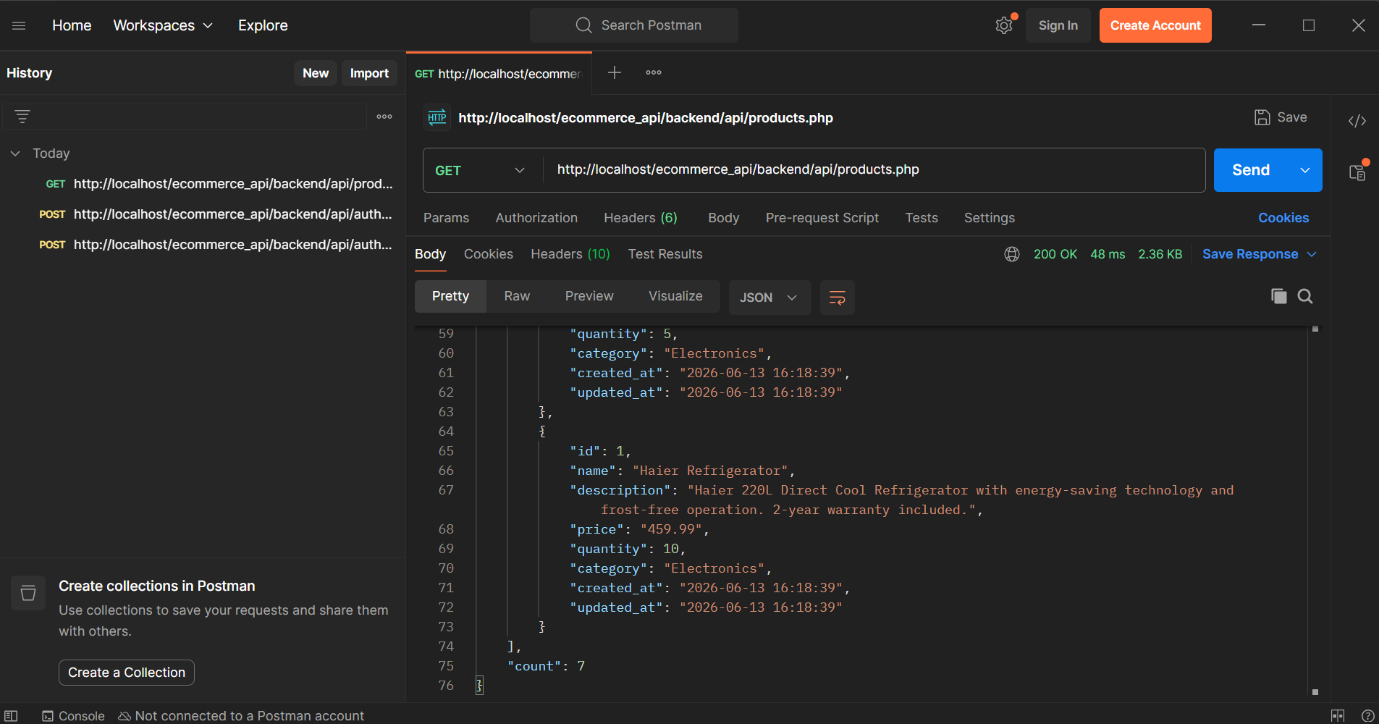 Home Workspaces Explore Search Postman Sign In Create Account
History New Import
GET http://localhost/ecommer
http://localhost/ecommerce_api/backend/api/products.php Save
Today
GET http://localhost/ecommerce_api/backend/api/prod...
POST http://localhost/ecommerce_api/backend/api/auth...
POST http://localhost/ecommerce_api/backend/api/auth...
GET http://localhost/ecommerce_api/backend/api/products.php Send
Params Authorization Headers (6) Body Pre-request Script Tests Settings Cookies
Body Cookies Headers (10) Test Results 200 OK 48 ms 2.36 KB Save Response
Pretty Raw Preview Visualize JSON
59 "quantity": 5,
60 "category": "Electronics",
61 "created_at": "2026-06-13 16:18:39",
62 "updated_at": "2026-06-13 16:18:39"
63 },
64 {
65 "id": 1,
66 "name": "Haier Refrigerator",
67 "description": "Haier 220L Direct Cool Refrigerator with energy-saving technology and
frost-free operation. 2-year warranty included.",
68 "price": "459.99",
69 "quantity": 10,
70 "category": "Electronics",
71 "created_at": "2026-06-13 16:18:39",
72 "updated_at": "2026-06-13 16:18:39"
73 }
74 ],
75 "count": 7
76 }
Create collections in Postman
Use collections to save your requests and share them
with others.
Create a Collection
Console Not connected to a Postman account